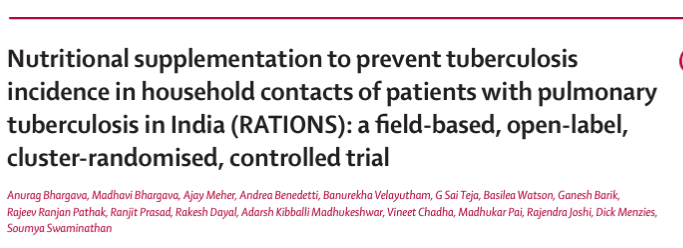 Nutritional supplementation to prevent tuberculosis
incidence in household contacts of patients with pulmonary
tuberculosis in India (RATIONS): a field-based, open-label,
cluster-randomised, controlled trial
Anurag Bhargava, Madhavi Bhargava, Ajay Meher, Andrea Benedetti, Banurekha Velayutham, G Sai Teja, Basilea Watson, Ganesh Barik,
Rajeev Ranjan Pathak, Ranjit Prasad, Rakesh Dayal, Adarsh Kibballi Madhukeshwar, Vineet Chadha, Madhukar Pai, Rajendra Joshi, Dick Menzies,
Soumya Swaminathan